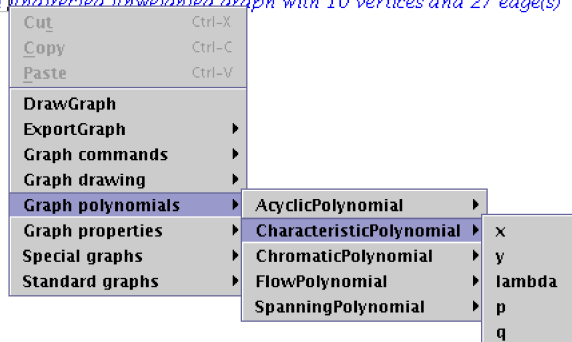 undirected unweighted graph with 10 vertices and 27 edge(s)
Cut Ctrl-X
Copy Ctrl-C
Paste Ctrl-V
DrawGraph
ExportGraph
Graph commands
Graph drawing
Graph polynomials
Graph properties
Special graphs
Standard graphs
AcyclicPolynomial
CharacteristicPolynomial
ChromaticPolynomial
FlowPolynomial
SpanningPolynomial
x
y
lambda
p
q